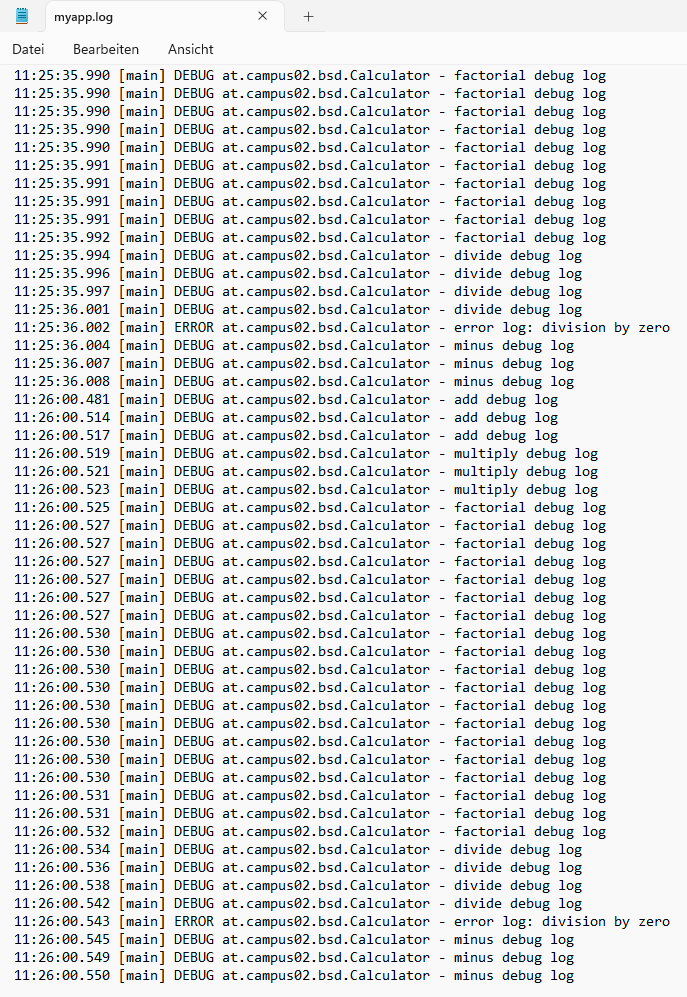 myapp.log
Datei Bearbeiten Ansicht
11:25:35.990 [main] DEBUG at.campus02.bsd.Calculator - factorial debug log
11:25:35.990 [main] DEBUG at.campus02.bsd.Calculator - factorial debug log
11:25:35.990 [main] DEBUG at.campus02.bsd.Calculator - factorial debug log
11:25:35.990 [main] DEBUG at.campus02.bsd.Calculator - factorial debug log
11:25:35.990 [main] DEBUG at.campus02.bsd.Calculator - factorial debug log
11:25:35.991 [main] DEBUG at.campus02.bsd.Calculator - factorial debug log
11:25:35.991 [main] DEBUG at.campus02.bsd.Calculator - factorial debug log
11:25:35.991 [main] DEBUG at.campus02.bsd.Calculator - factorial debug log
11:25:35.991 [main] DEBUG at.campus02.bsd.Calculator - factorial debug log
11:25:35.992 [main] DEBUG at.campus02.bsd.Calculator - factorial debug log
11:25:35.994 [main] DEBUG at.campus02.bsd.Calculator - divide debug log
11:25:35.996 [main] DEBUG at.campus02.bsd.Calculator - divide debug log
11:25:35.997 [main] DEBUG at.campus02.bsd.Calculator - divide debug log
11:25:36.001 [main] DEBUG at.campus02.bsd.Calculator - divide debug log
11:25:36.002 [main] ERROR at.campus02.bsd.Calculator - error log: division by zero
11:25:36.004 [main] DEBUG at.campus02.bsd.Calculator - minus debug log
11:25:36.007 [main] DEBUG at.campus02.bsd.Calculator - minus debug log
11:25:36.008 [main] DEBUG at.campus02.bsd.Calculator - minus debug log
11:26:00.481 [main] DEBUG at.campus02.bsd.Calculator - add debug log
11:26:00.514 [main] DEBUG at.campus02.bsd.Calculator - add debug log
11:26:00.517 [main] DEBUG at.campus02.bsd.Calculator - add debug log
11:26:00.519 [main] DEBUG at.campus02.bsd.Calculator - multiply debug log
11:26:00.521 [main] DEBUG at.campus02.bsd.Calculator - multiply debug log
11:26:00.523 [main] DEBUG at.campus02.bsd.Calculator - multiply debug log
11:26:00.525 [main] DEBUG at.campus02.bsd.Calculator - factorial debug log
11:26:00.527 [main] DEBUG at.campus02.bsd.Calculator - factorial debug log
11:26:00.527 [main] DEBUG at.campus02.bsd.Calculator - factorial debug log
11:26:00.527 [main] DEBUG at.campus02.bsd.Calculator - factorial debug log
11:26:00.527 [main] DEBUG at.campus02.bsd.Calculator - factorial debug log
11:26:00.527 [main] DEBUG at.campus02.bsd.Calculator - factorial debug log
11:26:00.527 [main] DEBUG at.campus02.bsd.Calculator - factorial debug log
11:26:00.530 [main] DEBUG at.campus02.bsd.Calculator - factorial debug log
11:26:00.530 [main] DEBUG at.campus02.bsd.Calculator - factorial debug log
11:26:00.530 [main] DEBUG at.campus02.bsd.Calculator - factorial debug log
11:26:00.530 [main] DEBUG at.campus02.bsd.Calculator - factorial debug log
11:26:00.530 [main] DEBUG at.campus02.bsd.Calculator - factorial debug log
11:26:00.530 [main] DEBUG at.campus02.bsd.Calculator - factorial debug log
11:26:00.530 [main] DEBUG at.campus02.bsd.Calculator - factorial debug log
11:26:00.530 [main] DEBUG at.campus02.bsd.Calculator - factorial debug log
11:26:00.530 [main] DEBUG at.campus02.bsd.Calculator - factorial debug log
11:26:00.531 [main] DEBUG at.campus02.bsd.Calculator - factorial debug log
11:26:00.531 [main] DEBUG at.campus02.bsd.Calculator - factorial debug log
11:26:00.532 [main] DEBUG at.campus02.bsd.Calculator - factorial debug log
11:26:00.534 [main] DEBUG at.campus02.bsd.Calculator - divide debug log
11:26:00.536 [main] DEBUG at.campus02.bsd.Calculator - divide debug log
11:26:00.538 [main] DEBUG at.campus02.bsd.Calculator - divide debug log
11:26:00.542 [main] DEBUG at.campus02.bsd.Calculator - divide debug log
11:26:00.543 [main] ERROR at.campus02.bsd.Calculator - error log: division by zero
11:26:00.545 [main] DEBUG at.campus02.bsd.Calculator - minus debug log
11:26:00.549 [main] DEBUG at.campus02.bsd.Calculator - minus debug log
11:26:00.550 [main] DEBUG at.campus02.bsd.Calculator - minus debug log